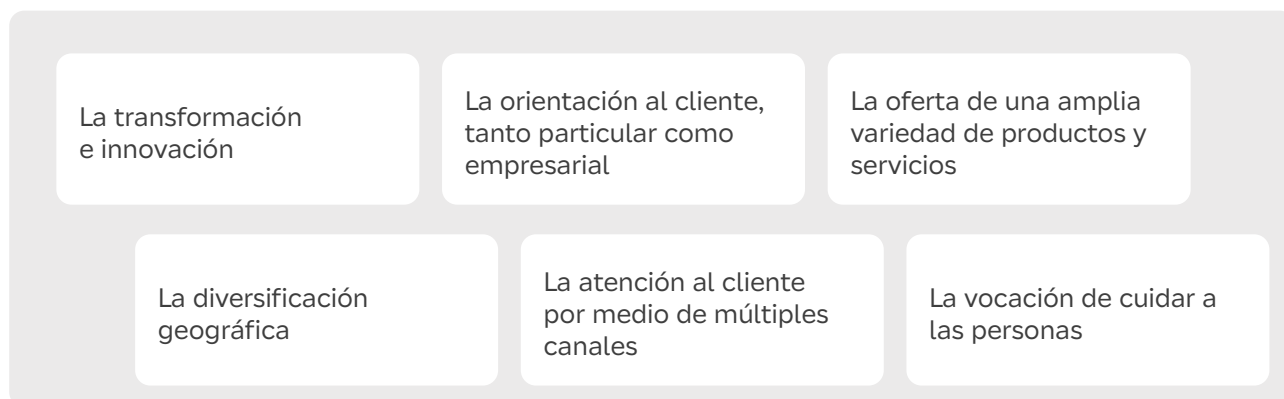 La transformación
e innovación
La orientación al cliente,
tanto particular como
empresarial
La oferta de una amplia
variedad de productos y
servicios
La diversificación
geográfica
La atención al cliente
por medio de múltiples
canales
La vocación de cuidar a
las personas